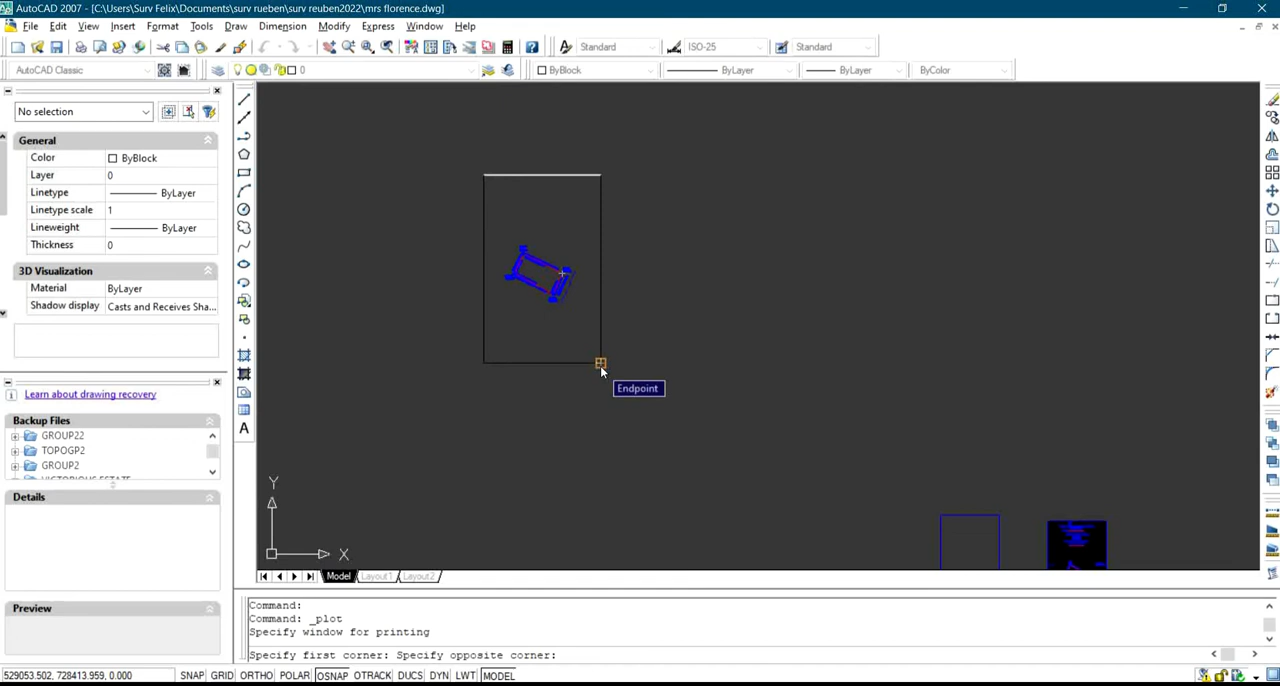 AutoCAD 2007 - [C:\Users\Surv Felix\Documents\surv rueben\surv reuben2022\mrs florence.dwg]
File Edit View Insert Format Tools Draw Dimension Modify Express Window Help
Standard ISO-25 Standard
AutoCAD Classic 0 ByBlock ByLayer ByLayer ByColor
No selection
General
Color ByBlock
Layer 0
Linetype ByLayer
Linetype scale 1
Lineweight ByLayer
Thickness 0
3D Visualization
Material ByLayer
Shadow display Casts and Receives Sha...
Learn about drawing recovery
Backup Files
GROUP22
TOPOGP2
GROUP2
VICTORIOUS ESTATE
Details
Preview
A
Endpoint
Y
X
Model Layout1 Layout2
Command:
Command: _plot
Specify window for printing
Specify first corner: Specify opposite corner:
529053.502, 728413.959, 0.000 SNAP GRID ORTHO POLAR OSNAP OTRACK DUCS DYN LWT MODEL